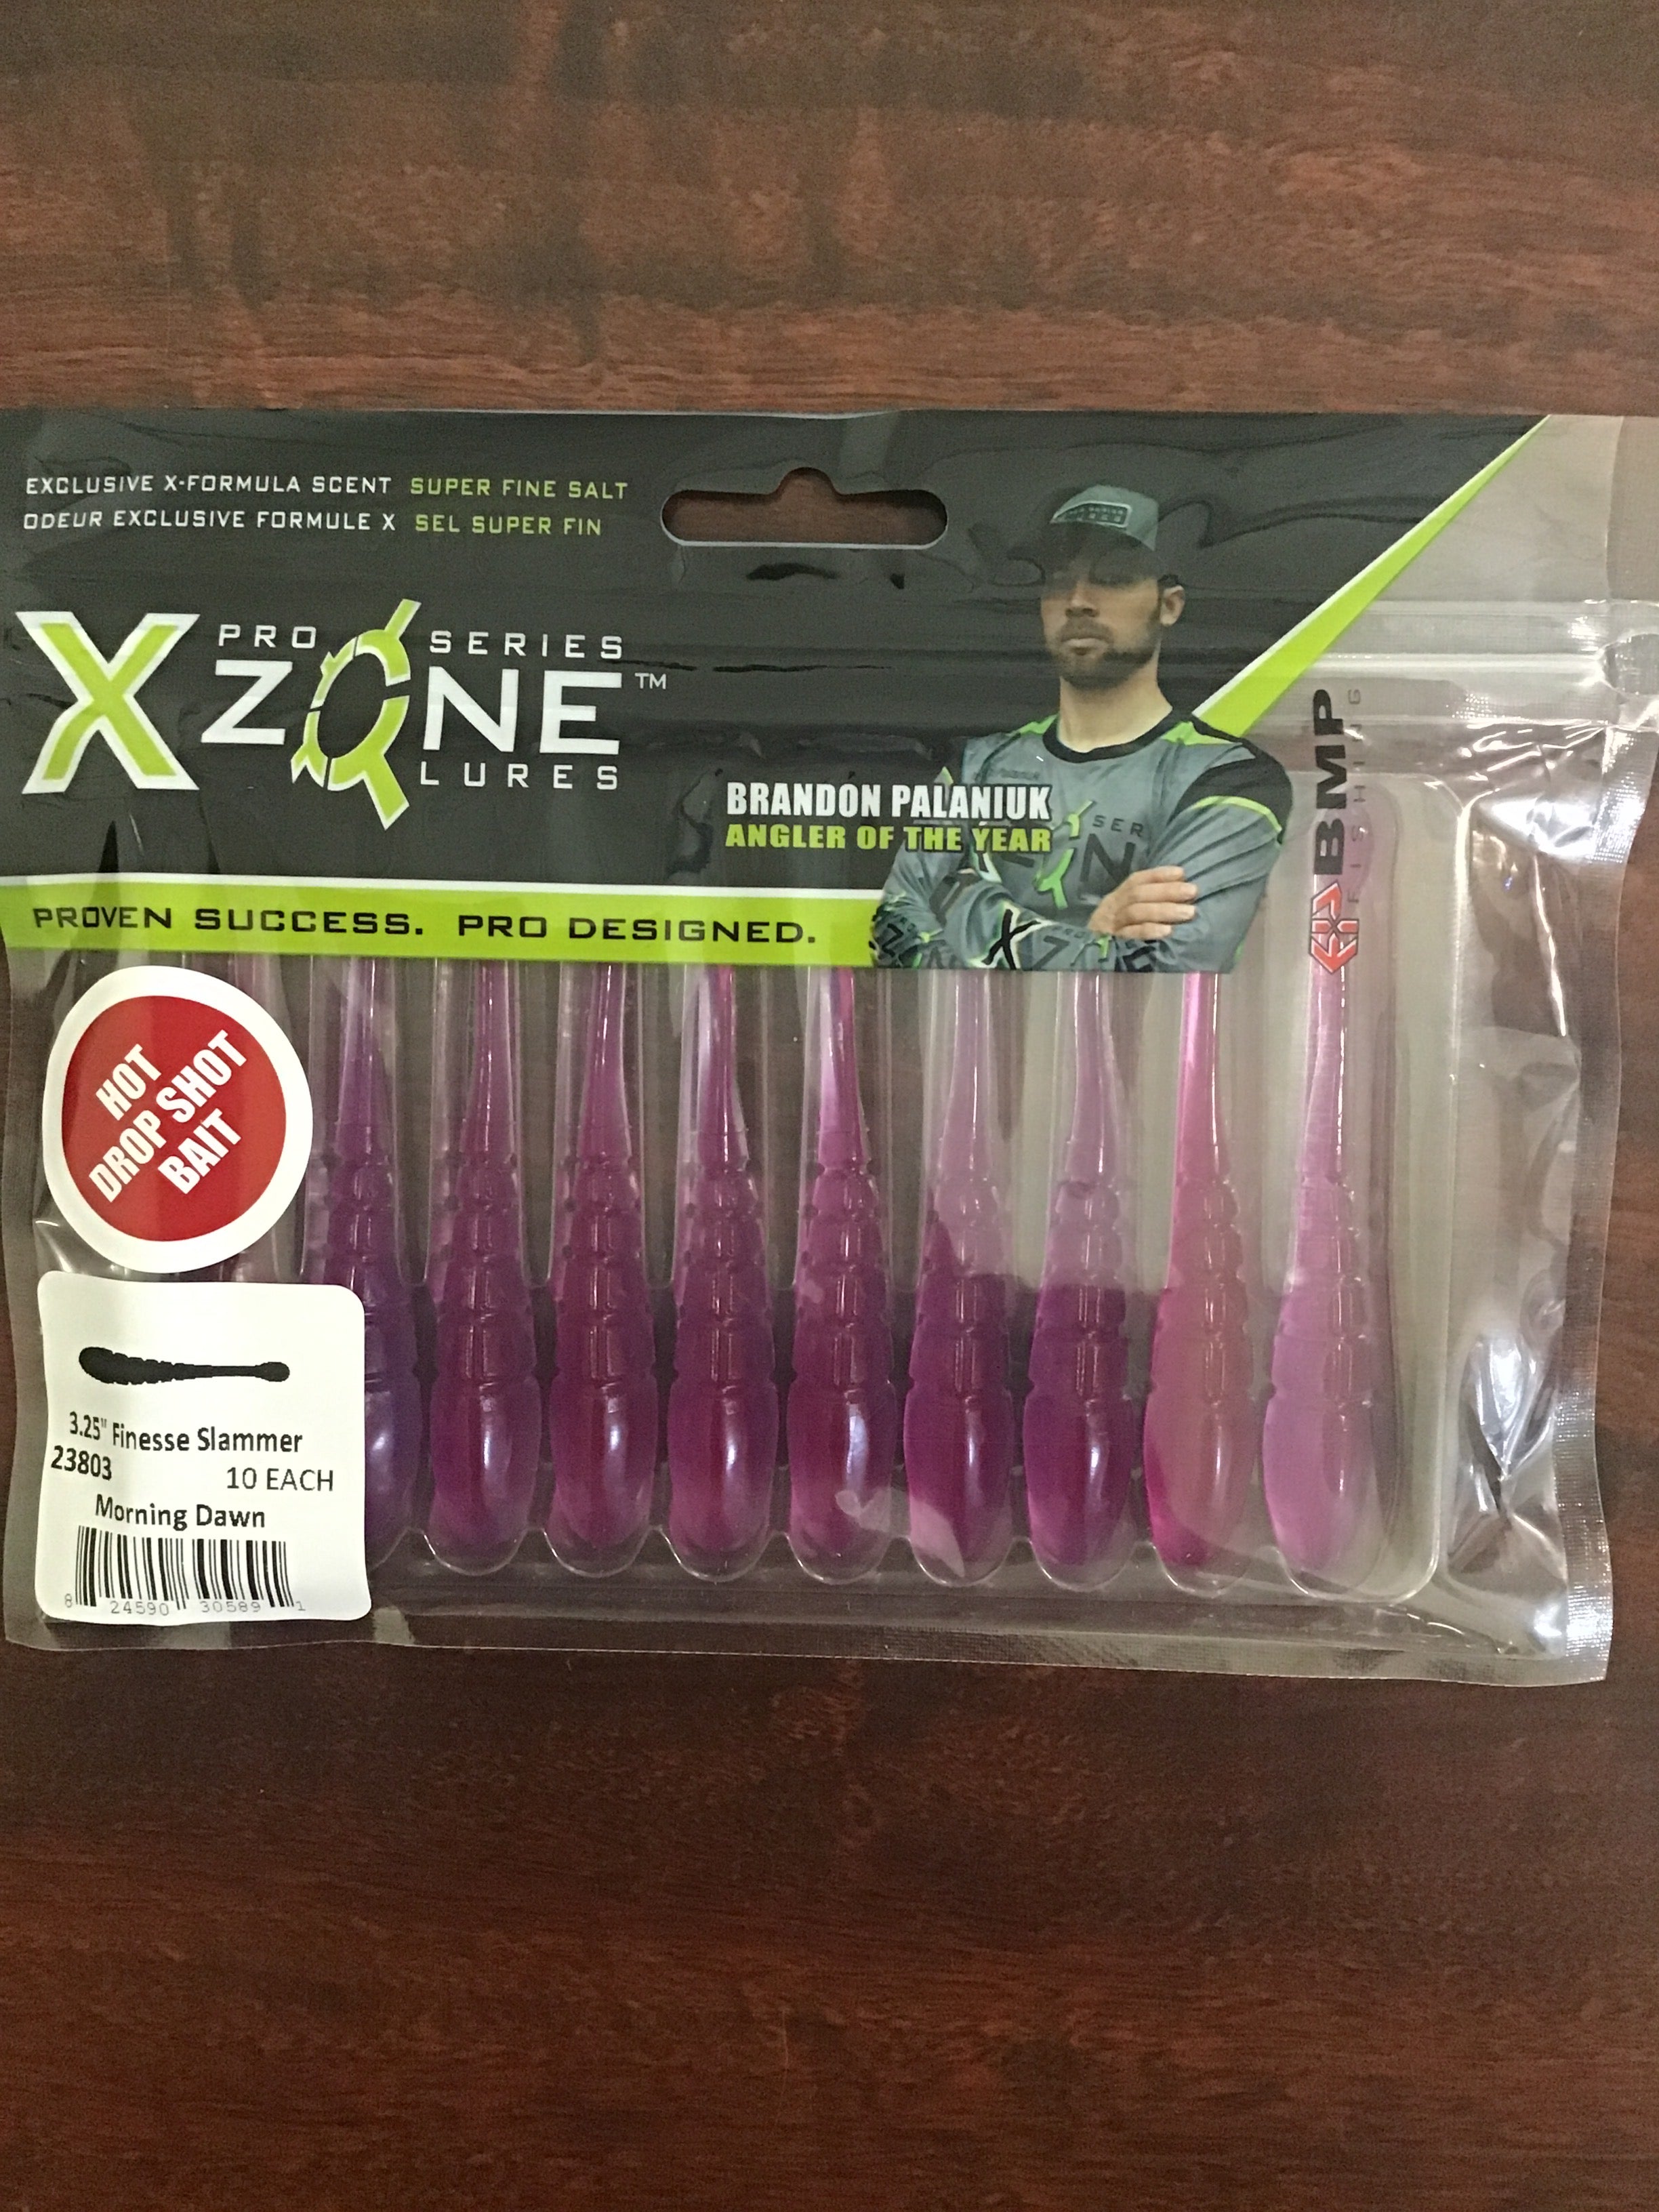 EXCLUSIVE X-FORMULA SCENT SUPER FINE SALT
ODEUR EXCLUSIVE FORMULE X SEL SUPER FIN
X PRO SERIES
ZONE™
LURES
BRANDON PALANIUK
ANGLER OF THE YEAR
BMP
FISHING
PROVEN SUCCESS. PRO DESIGNED.
HOT
DROP SHOT
BAIT
3.25" Finesse Slammer
23803 10 EACH
Morning Dawn
8 24590 30589 1